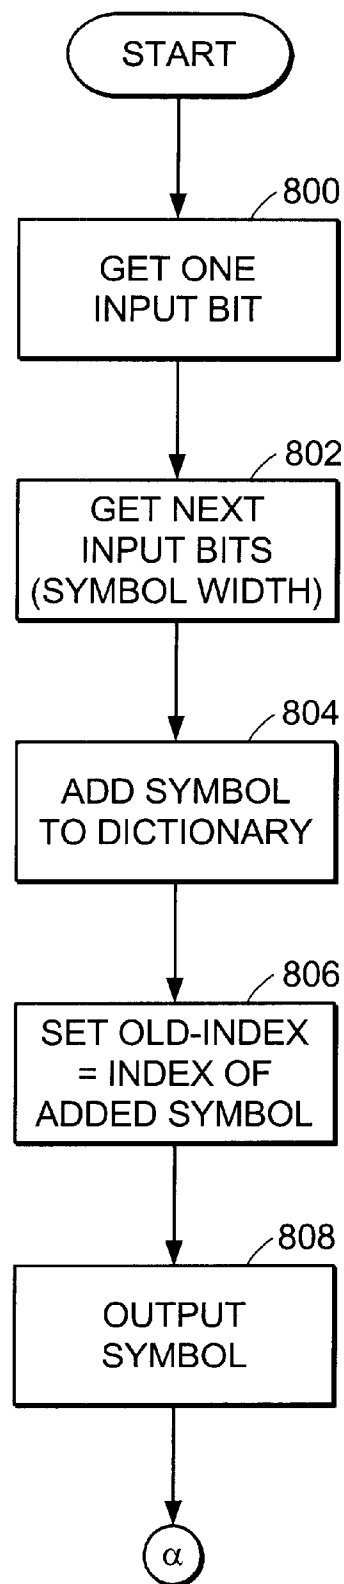 START
800
GET ONE
INPUT BIT
802
GET NEXT
INPUT BITS
(SYMBOL WIDTH)
804
ADD SYMBOL
TO DICTIONARY
806
SET OLD-INDEX
= INDEX OF
ADDED SYMBOL
808
OUTPUT
SYMBOL
α